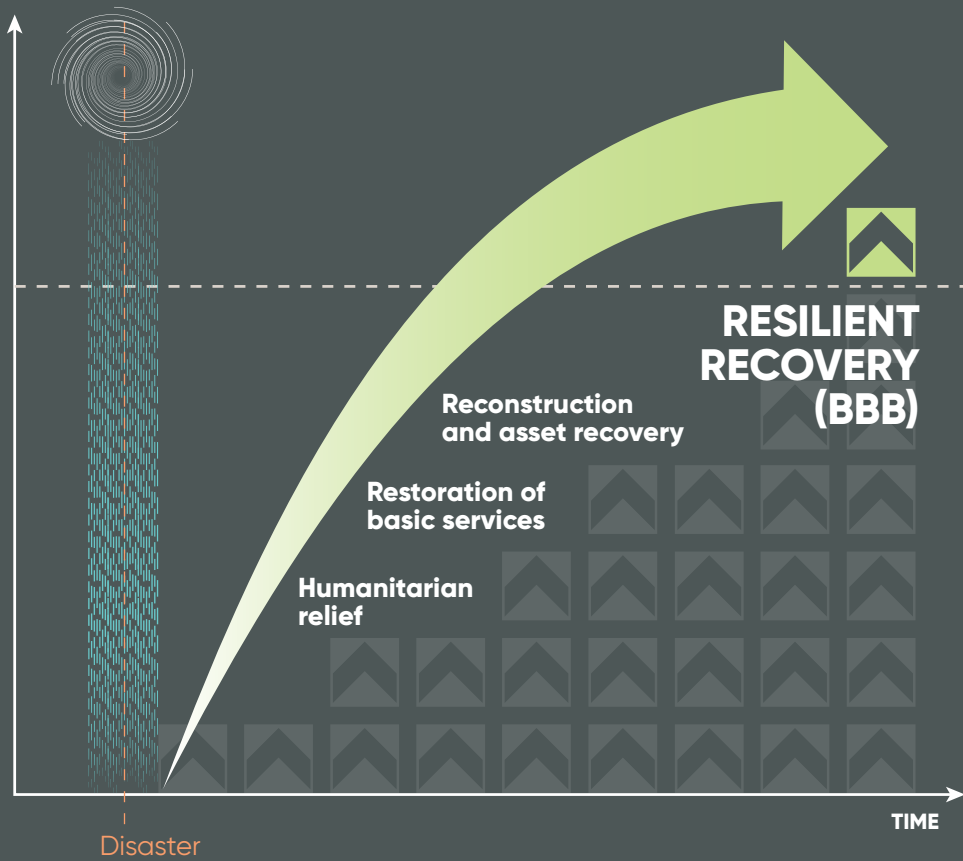 RESILIENT
RECOVERY
(BBB)
Reconstruction
and asset recovery
Restoration of
basic services
Humanitarian
relief
TIME
Disaster